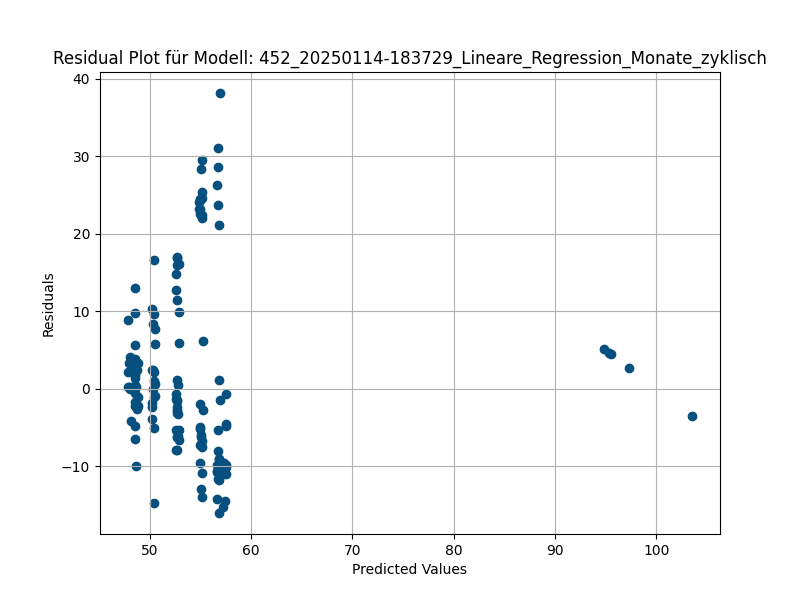 Residual Plot für Modell: 452_20250114-183729_Lineare_Regression_Monate_zyklisch
40
30
20
10
0
−10
Residuals
50 60 70 80 90 100
Predicted Values